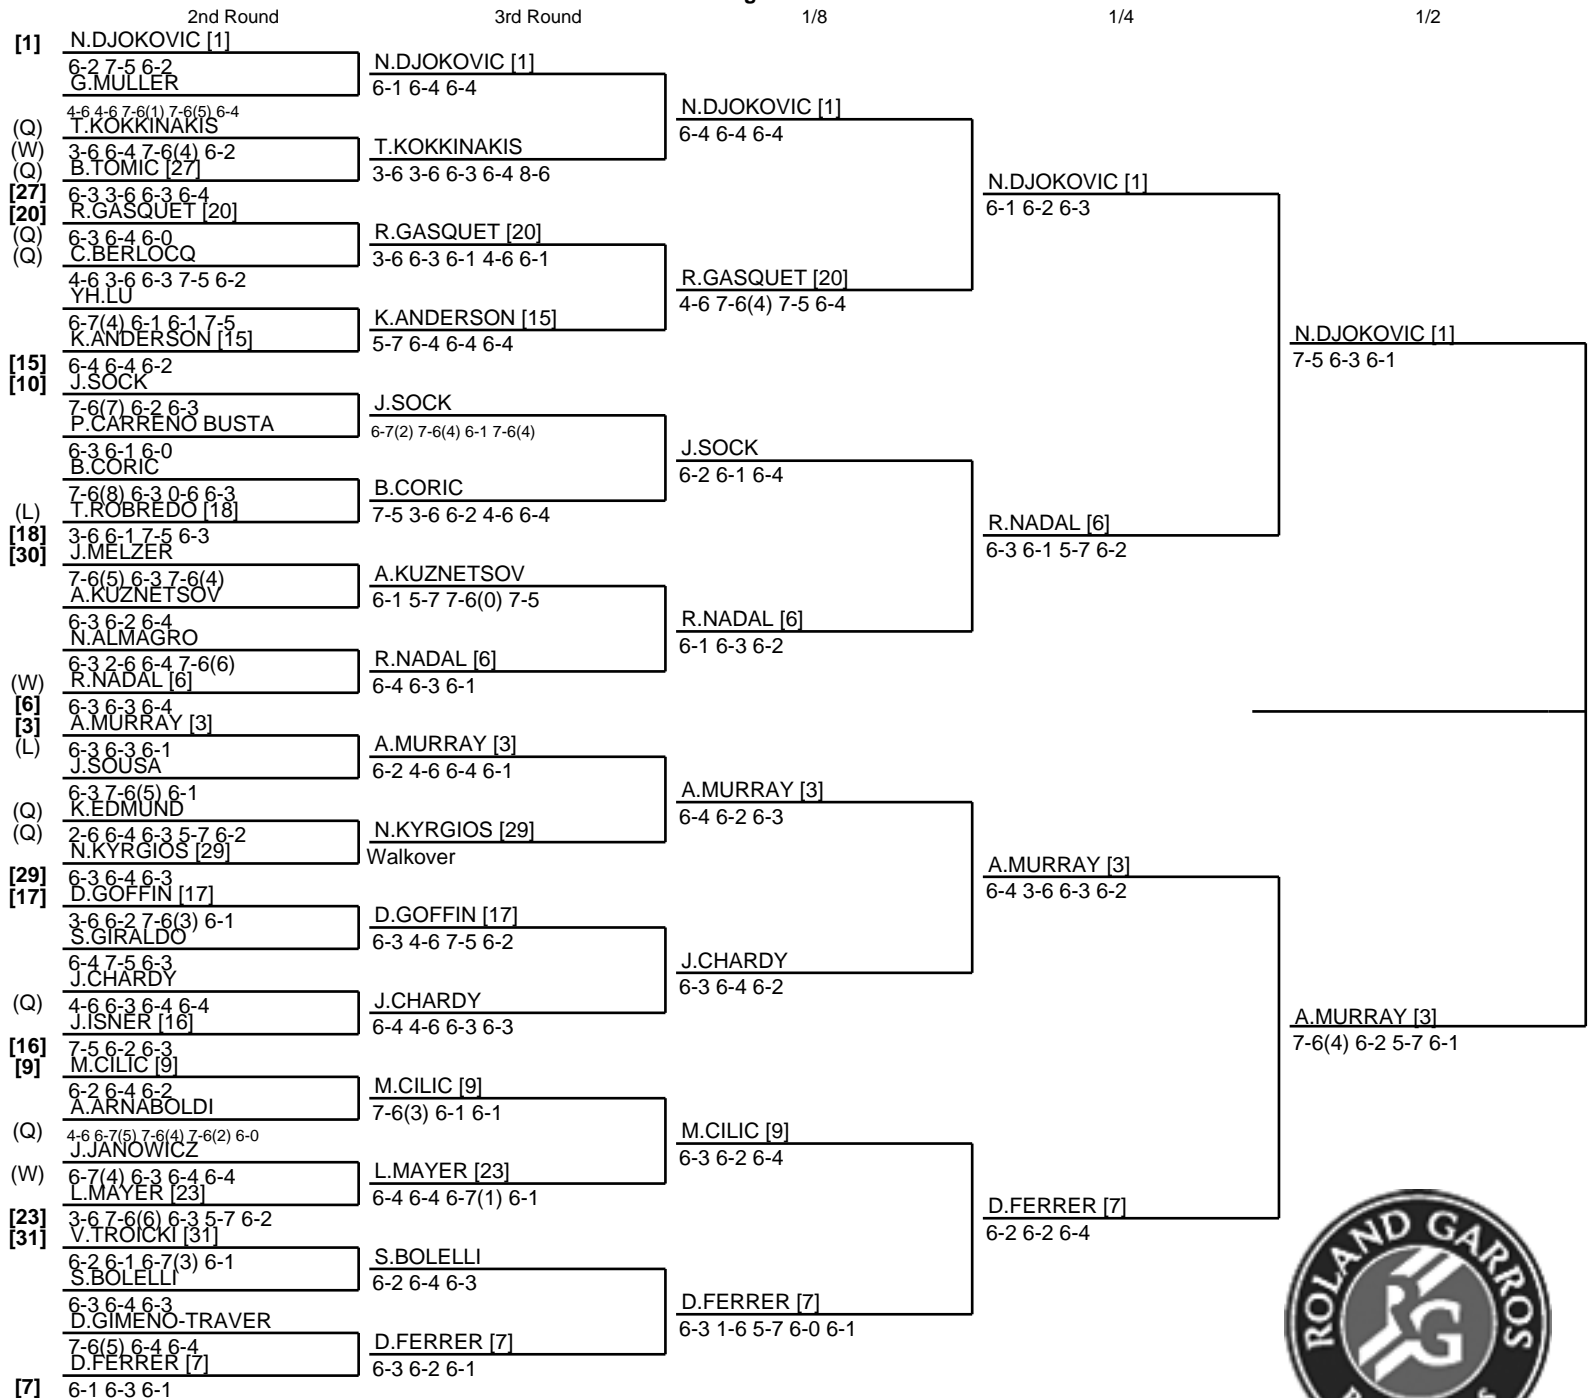 2nd Round 3rd Round 1/8 1/4 1/2
[1] N.DJOKOVIC [1]
6-2 7-5 6-2
G.MULLER
4-6 4-6 7-6(1) 7-6(5) 6-4
(Q) T.KOKKINAKIS
(W) 3-6 6-4 7-6(4) 6-2
(Q) B.TOMIC [27]
[27] 6-3 3-6 6-3 6-4
[20] R.GASQUET [20]
(Q) 6-3 6-4 6-0
(Q) C.BERLOCQ
4-6 3-6 6-3 7-5 6-2
YH.LU
6-7(4) 6-1 6-1 7-5
K.ANDERSON [15]
[15] 6-4 6-4 6-2
[10] J.SOCK
7-6(7) 6-2 6-3
P.CARRENO BUSTA
6-3 6-1 6-0
B.CORIC
7-6(8) 6-3 0-6 6-3
(L) T.ROBREDO [18]
[18] 3-6 6-1 7-5 6-3
[30] J.MELZER
7-6(5) 6-3 7-6(4)
A.KUZNETSOV
6-3 6-2 6-4
N.ALMAGRO
6-3 2-6 6-4 7-6(6)
(W) R.NADAL [6]
[6] 6-3 6-3 6-4
[3] A.MURRAY [3]
(L) 6-3 6-3 6-1
J.SOUSA
6-3 7-6(5) 6-1
(Q) K.EDMUND
(Q) 2-6 6-4 6-3 5-7 6-2
N.KYRGIOS [29]
[29] 6-3 6-4 6-3
[17] D.GOFFIN [17]
3-6 6-2 7-6(3) 6-1
S.GIRALDO
6-4 7-5 6-3
J.CHARDY
(Q) 4-6 6-3 6-4 6-4
J.ISNER [16]
[16] 7-5 6-2 6-3
[9] M.CILIC [9]
6-2 6-4 6-2
A.ARNABOLDI
(Q) 4-6 6-7(5) 7-6(4) 7-6(2) 6-0
J.JANOWICZ
(W) 6-7(4) 6-3 6-4 6-4
L.MAYER [23]
[23] 3-6 7-6(6) 6-3 5-7 6-2
[31] V.TROICKI [31]
6-2 6-1 6-7(3) 6-1
S.BOLELLI
6-3 6-4 6-3
D.GIMENO-TRAVER
7-6(5) 6-4 6-4
D.FERRER [7]
[7] 6-1 6-3 6-1
N.DJOKOVIC [1]
6-1 6-4 6-4
T.KOKKINAKIS
3-6 3-6 6-3 6-4 8-6
R.GASQUET [20]
3-6 6-3 6-1 4-6 6-1
K.ANDERSON [15]
5-7 6-4 6-4 6-4
J.SOCK
6-7(2) 7-6(4) 6-1 7-6(4)
B.CORIC
7-5 3-6 6-2 4-6 6-4
A.KUZNETSOV
6-1 5-7 7-6(0) 7-5
R.NADAL [6]
6-4 6-3 6-1
A.MURRAY [3]
6-2 4-6 6-4 6-1
N.KYRGIOS [29]
Walkover
D.GOFFIN [17]
6-3 4-6 7-5 6-2
J.CHARDY
6-4 4-6 6-3 6-3
M.CILIC [9]
7-6(3) 6-1 6-1
L.MAYER [23]
6-4 6-4 6-7(1) 6-1
S.BOLELLI
6-2 6-4 6-3
D.FERRER [7]
6-3 6-2 6-1
N.DJOKOVIC [1]
6-4 6-4 6-4
R.GASQUET [20]
4-6 7-6(4) 7-5 6-4
J.SOCK
6-2 6-1 6-4
R.NADAL [6]
6-1 6-3 6-2
A.MURRAY [3]
6-4 6-2 6-3
J.CHARDY
6-3 6-4 6-2
M.CILIC [9]
6-3 6-2 6-4
D.FERRER [7]
6-3 1-6 5-7 6-0 6-1
N.DJOKOVIC [1]
6-1 6-2 6-3
R.NADAL [6]
6-3 6-1 5-7 6-2
A.MURRAY [3]
6-4 3-6 6-3 6-2
D.FERRER [7]
6-2 6-2 6-4
N.DJOKOVIC [1]
7-5 6-3 6-1
A.MURRAY [3]
7-6(4) 6-2 5-7 6-1
ROLAND GARROS
RG